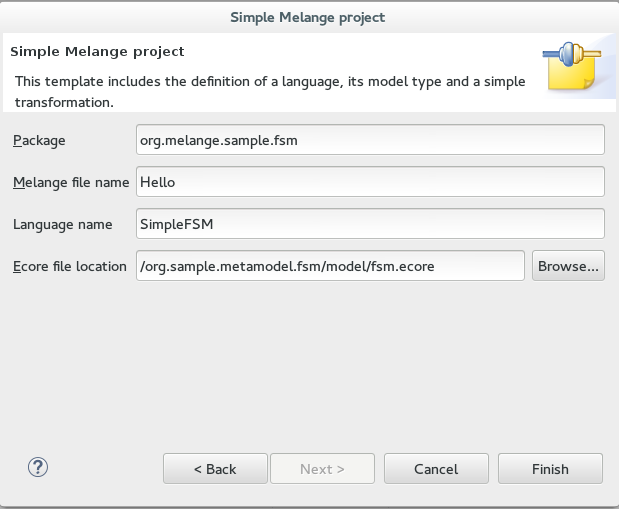 Simple Melange project
Simple Melange project
This template includes the definition of a language, its model type and a simple
transformation.
Package org.melange.sample.fsm
Melange file name Hello
Language name SimpleFSM
Ecore file location /org.sample.metamodel.fsm/model/fsm.ecore Browse...
? < Back Next > Cancel Finish